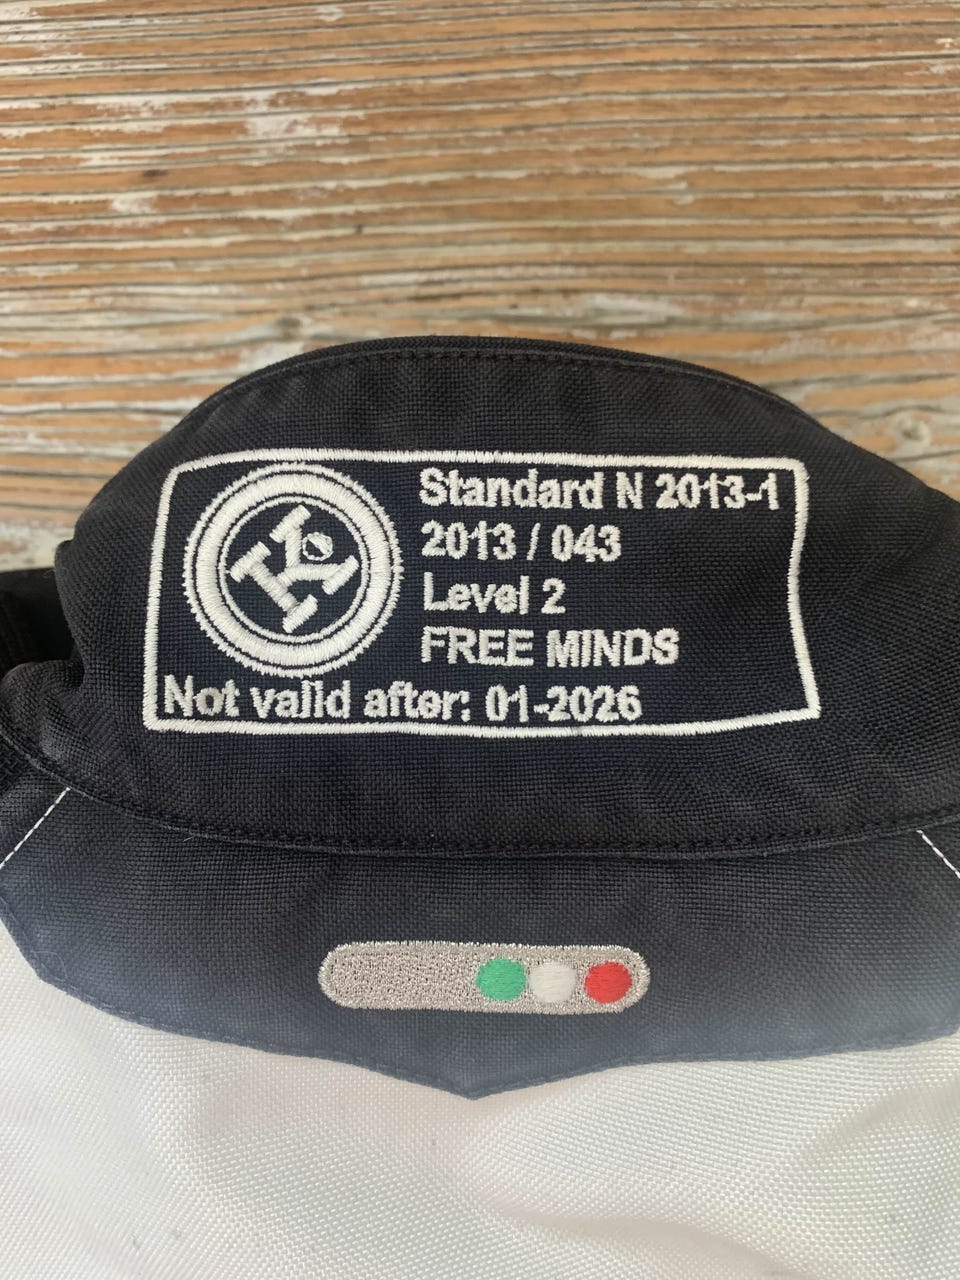 Standard N 2013-1
2013 / 043
Level 2
FREE MINDS
Not valid after: 01-2026